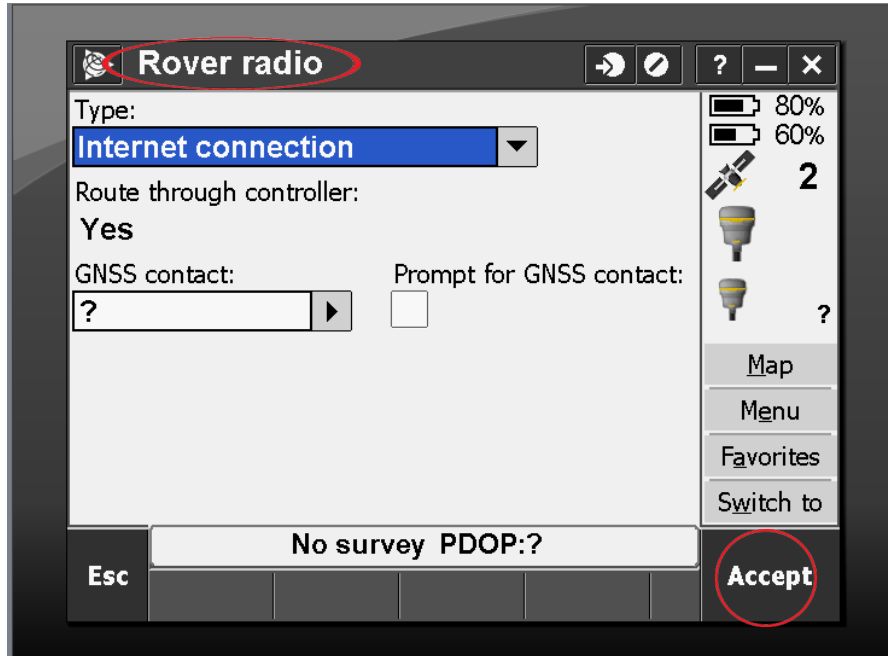 Rover radio
? – ×
Type:
80%
Internet connection
60%
2
Route through controller:
Yes
GNSS contact: Prompt for GNSS contact:
?
?
Map
Menu
Favorites
Switch to
No survey PDOP:?
Esc
Accept